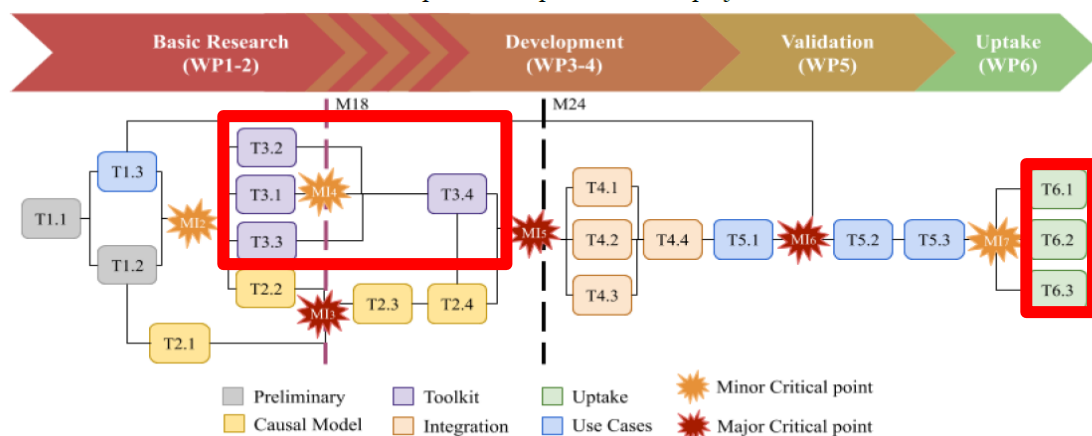 Basic Research
(WP1-2)
Development
(WP3-4)
Validation
(WP5)
Uptake
(WP6)
M18
M24
T3.2
T1.3
T3.1
MI4
T3.4
T4.1
T6.1
T1.1
MI2
T3.3
MI5
T4.2
T4.4
T5.1
MI6
T5.2
T5.3
MI7
T6.2
T1.2
T2.2
MI3
T2.3
T2.4
T4.3
T6.3
T2.1
Preliminary
Toolkit
Uptake
Minor Critical point
Causal Model
Integration
Use Cases
Major Critical point